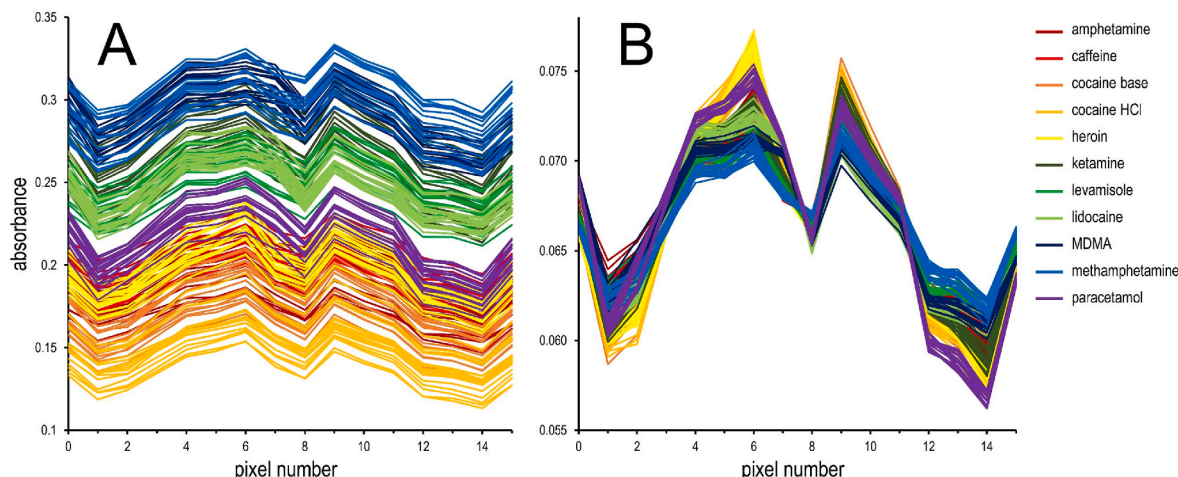 A
B
absorbance
0.35
0.3
0.25
0.2
0.15
0.1
0 2 4 6 8 10 12 14
pixel number
0.075
0.070
0.065
0.060
0.055
0 2 4 6 8 10 12 14
pixel number
amphetamine
caffeine
cocaine base
cocaine HCl
heroin
ketamine
levamisole
lidocaine
MDMA
methamphetamine
paracetamol